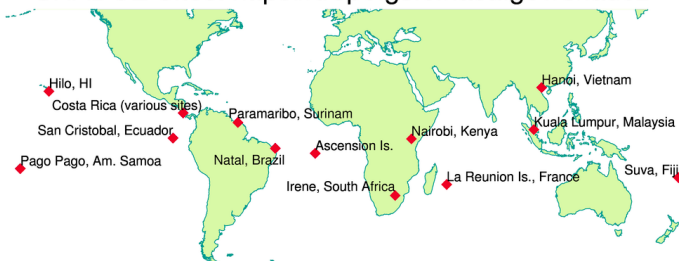 Hilo, HI
Hanoi, Vietnam
Costa Rica (various sites)
Paramaribo, Surinam
Kuala Lumpur, Malaysia
San Cristobal, Ecuador
Nairobi, Kenya
Ascension Is.
Pago Pago, Am. Samoa
Natal, Brazil
Suva, Fiji
La Reunion Is., France
Irene, South Africa